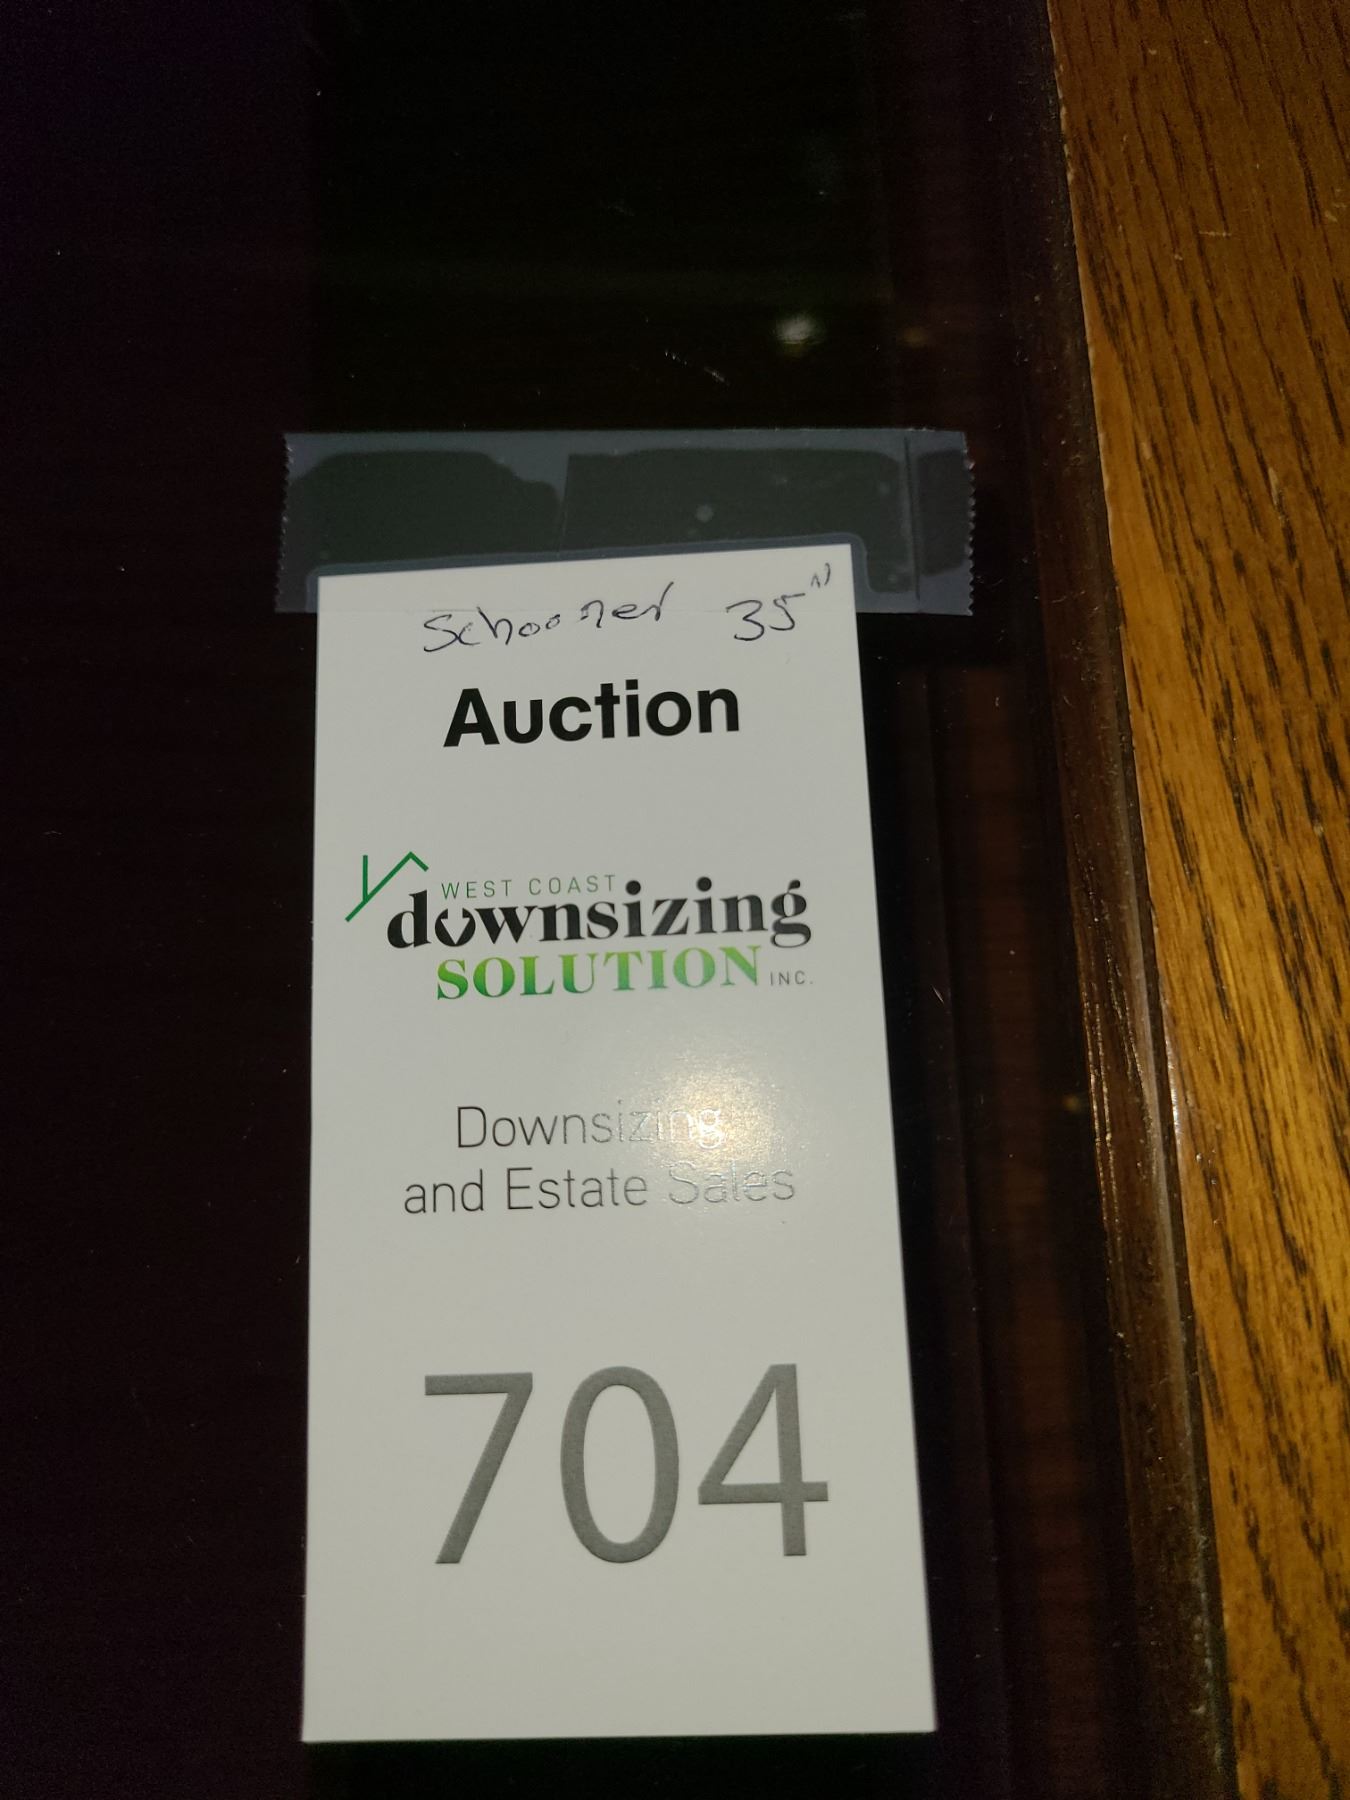 Schooner 35"
Auction
WEST COAST
downsizing
SOLUTION INC.
Downsizing
and Estate Sales
704